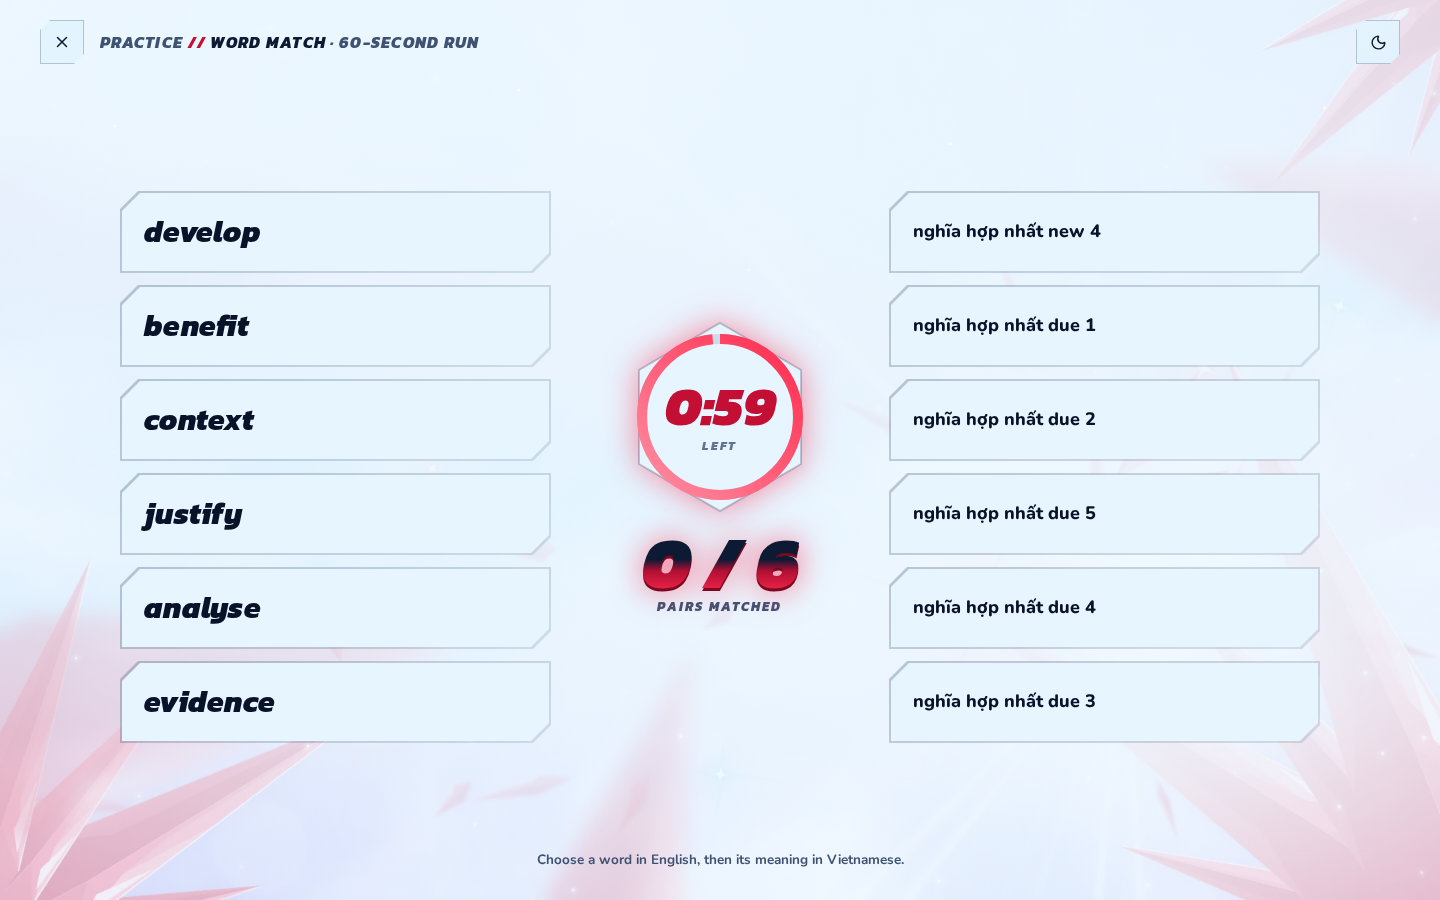 PRACTICE // WORD MATCH · 60-SECOND RUN
develop
benefit
context
justify
analyse
evidence
0:59
LEFT
0 / 6
PAIRS MATCHED
nghĩa hợp nhất new 4
nghĩa hợp nhất due 1
nghĩa hợp nhất due 2
nghĩa hợp nhất due 5
nghĩa hợp nhất due 4
nghĩa hợp nhất due 3
Choose a word in English, then its meaning in Vietnamese.